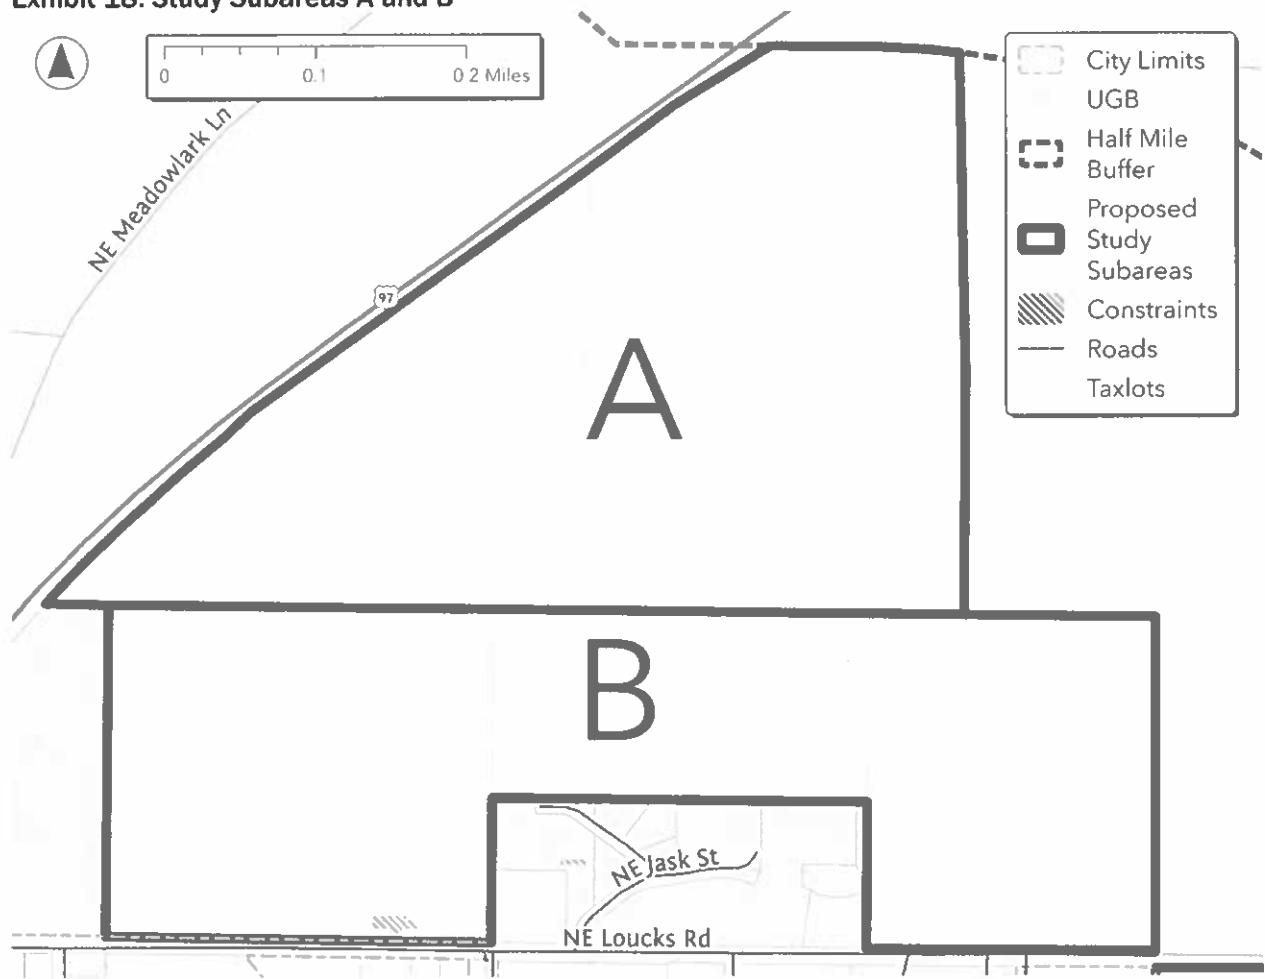 Exhibit 18: Study Subareas A and B
0 0.1 0 2 Miles
City Limits
UGB
Half Mile
Buffer
Proposed
Study
Subareas
Constraints
Roads
Taxlots
NE Meadowlark Ln
97
A
B
NE Jask St
NE Loucks Rd